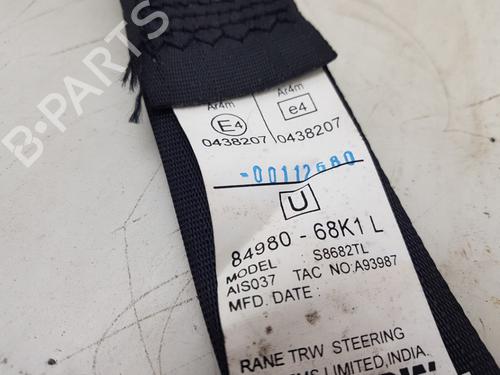 B-PARTS
Ar4m Ar4m
E4 e4
0438207 0438207
-00112680
U
84980 - 68K1 L
MODEL : S8682TL
AIS037 TAC NO:A93987
MFD. DATE :
RANE TRW STEERING
SYSTEMS LIMITED, INDIA.